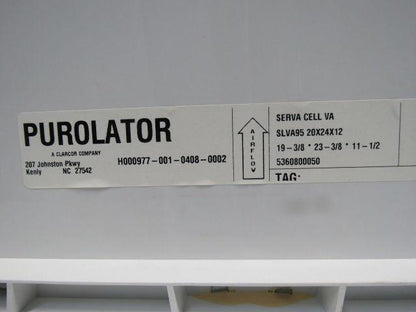 PUROLATOR
A CLARCOR COMPANY
207 Johnston Pkwy
Kenly NC 27542
H000977-001-0408-0002
AIRFLOW
SERVA CELL VA
SLVA95 20X24X12
19-3/8 * 23-3/8 * 11-1/2
5360800050
TAG: